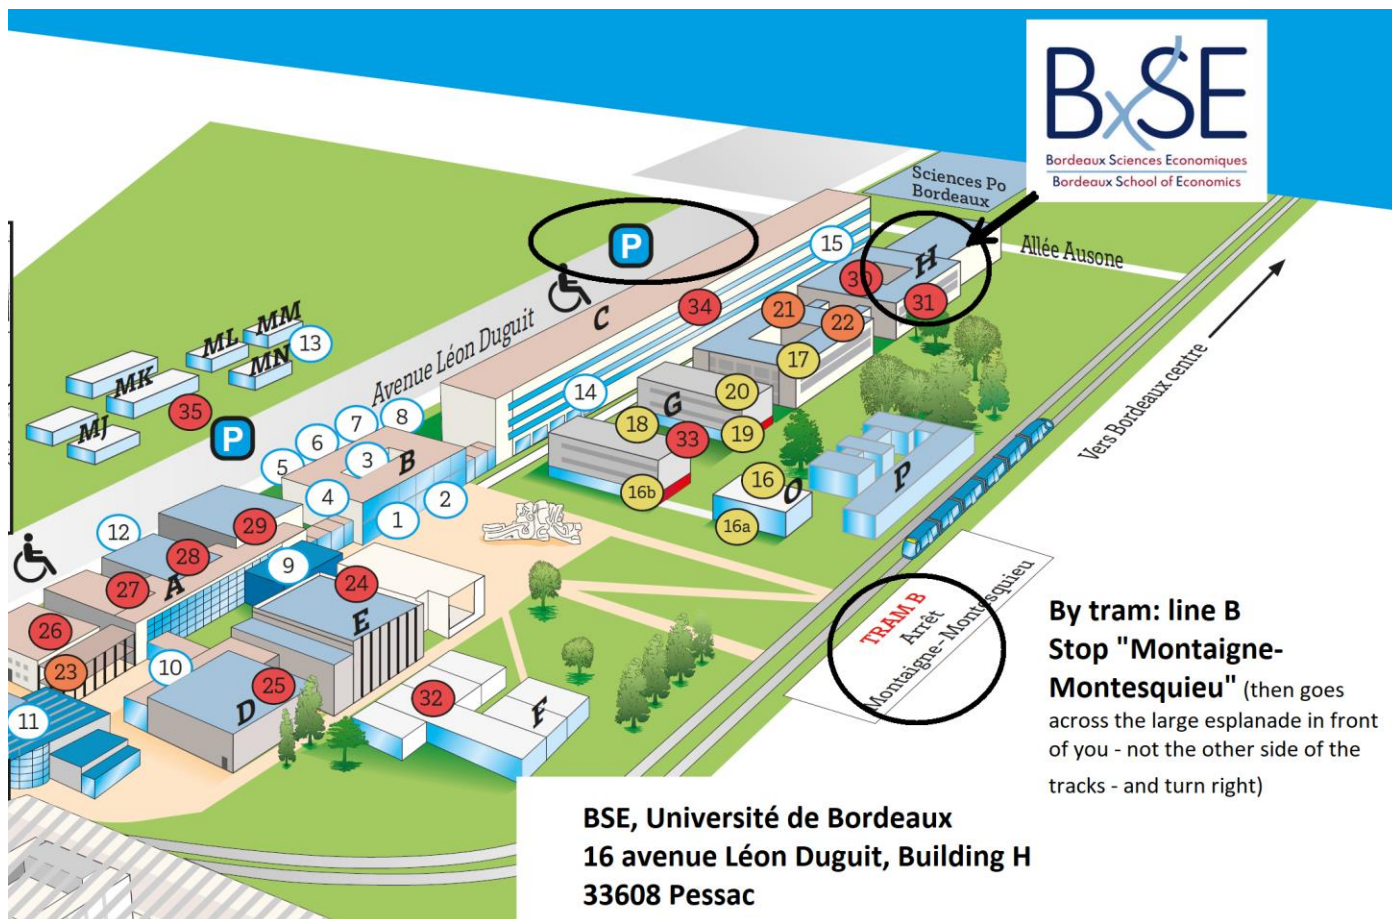 BxSE
Bordeaux Sciences Economiques
Bordeaux School of Economics
Sciences Po
Bordeaux
Allée Ausone
P
15
H
30
31
C
34
21
22
17
Avenue Léon Duguit
ML
MM
MN
13
MK
35
MJ
P
14
20
G
18
33
19
16b
16
O
16a
P
8
7
6
5
3
B
4
2
1
12
29
28
9
A
27
24
E
26
10
23
25
D
11
32
F
Vers Bordeaux centre
TRAM B
Arrêt
Montaigne-Montesquieu
By tram: line B
Stop "Montaigne-
Montesquieu" (then goes
across the large esplanade in front
of you - not the other side of the
tracks - and turn right)
BSE, Université de Bordeaux
16 avenue Léon Duguit, Building H
33608 Pessac